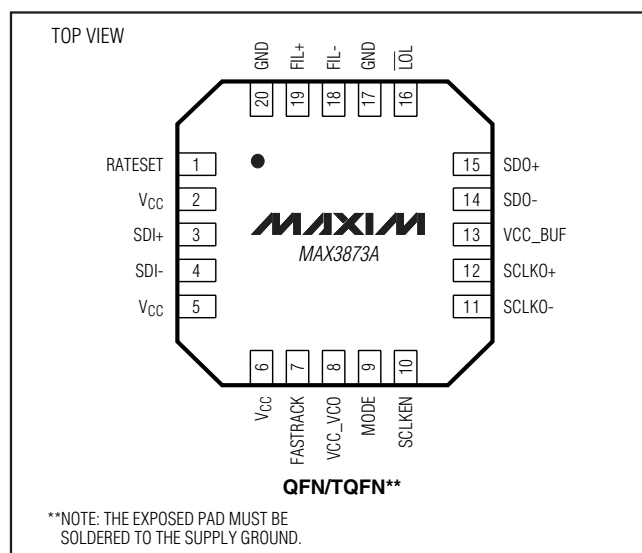 TOP VIEW
GND
FIL+
FIL-
GND
LOL
20
19
18
17
16
RATESET 1
VCC 2
SDI+ 3
SDI- 4
VCC 5
MAXIM
MAX3873A
15 SDO+
14 SDO-
13 VCC_BUF
12 SCLKO+
11 SCLKO-
6
7
8
9
10
VCC
FASTRACK
VCC_VCO
MODE
SCLKEN
QFN/TQFN**
**NOTE: THE EXPOSED PAD MUST BE
SOLDERED TO THE SUPPLY GROUND.